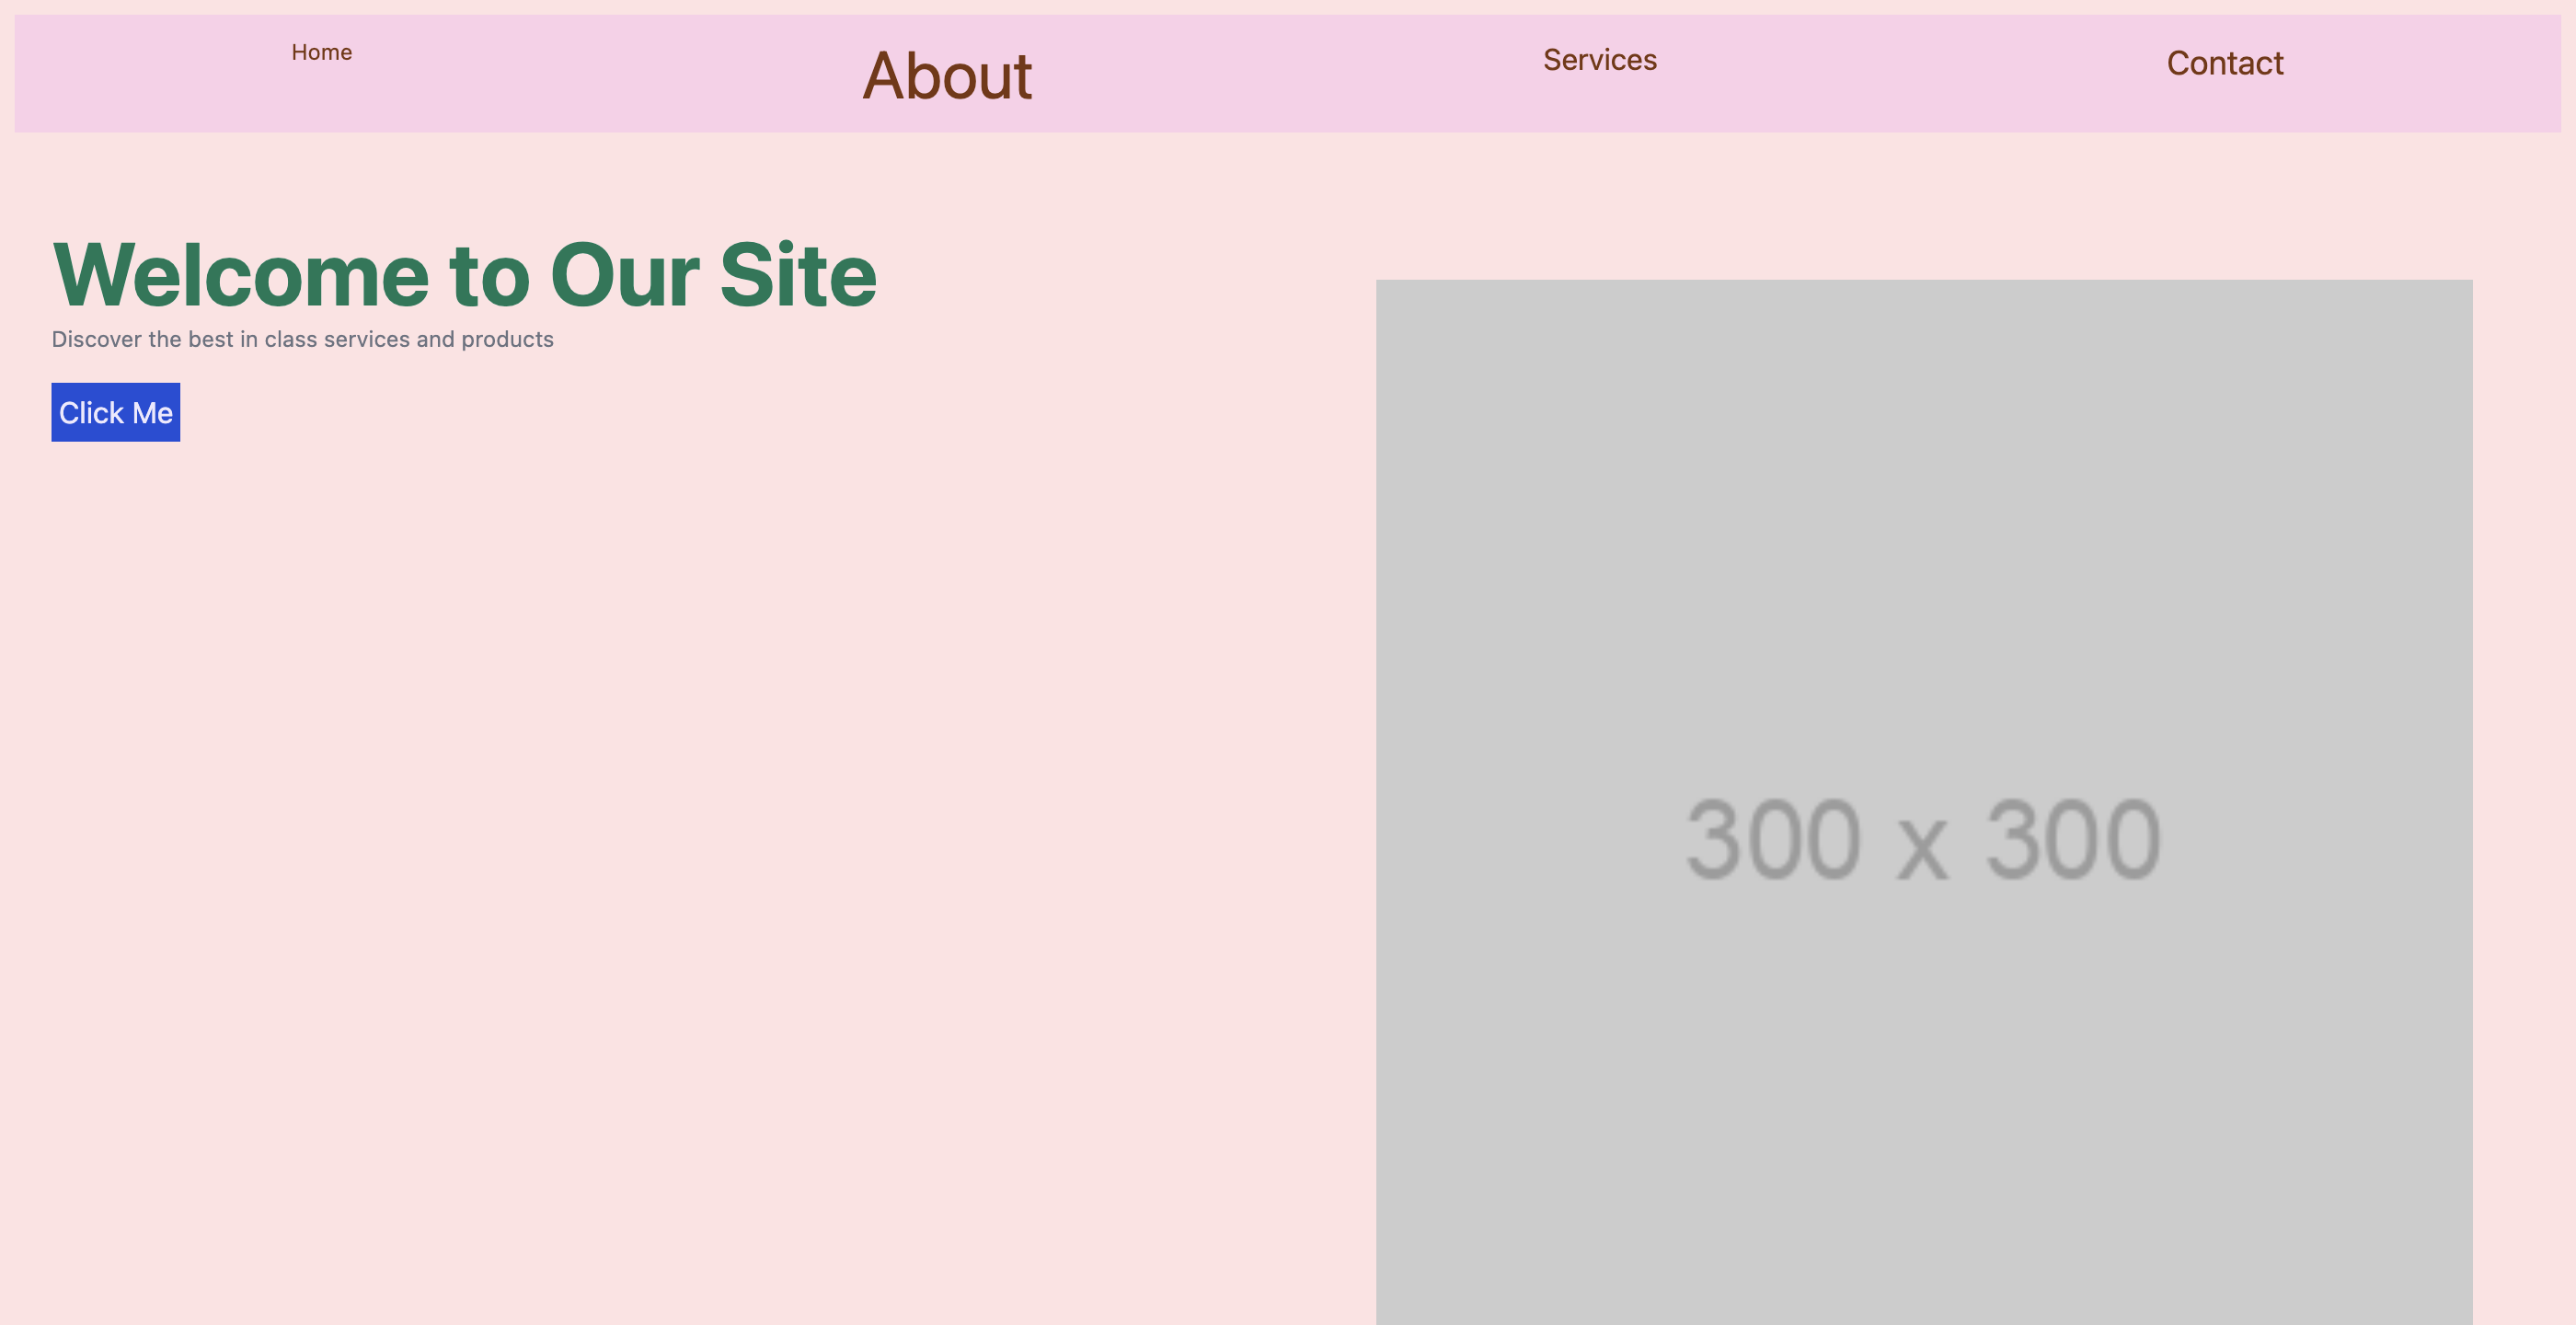 Home About Services Contact
Welcome to Our Site
Discover the best in class services and products
Click Me
300 x 300